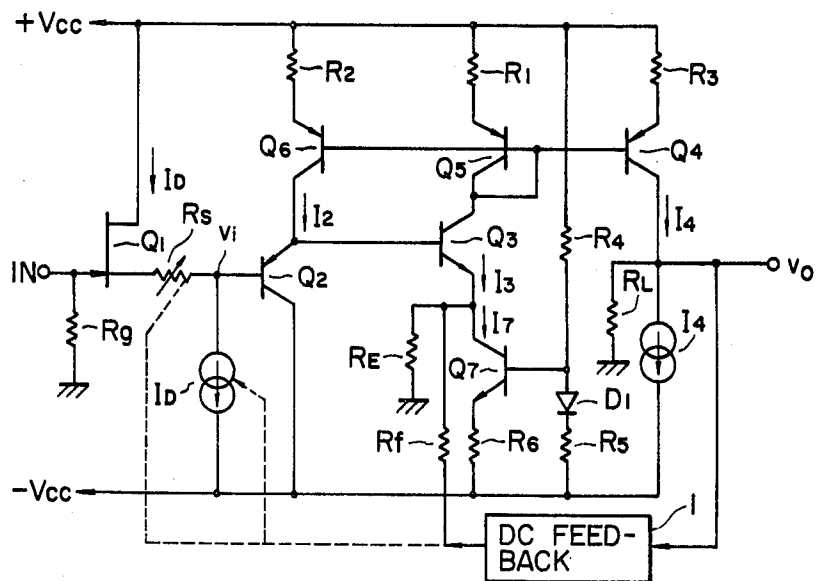 +Vcc
R2
R1
R3
Q6
Q5
Q4
ID
Q1
Rs
vi
I2
Q3
R4
I4
IN
Q2
I3
vo
Rg
RL
I4
ID
RE
I7
Q7
D1
Rf
R6
R5
-Vcc
1
DC FEED-
BACK